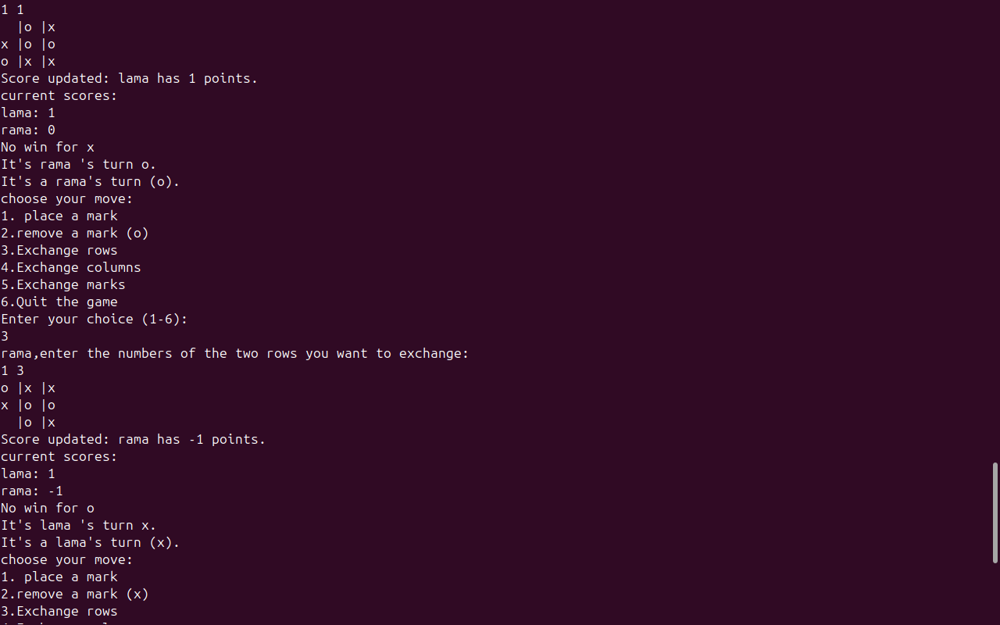 1 1
  |o |x
x |o |o
o |x |x
Score updated: lama has 1 points.
current scores:
lama: 1
rama: 0
No win for x
It's rama 's turn o.
It's a rama's turn (o).
choose your move:
1. place a mark
2.remove a mark (o)
3.Exchange rows
4.Exchange columns
5.Exchange marks
6.Quit the game
Enter your choice (1-6):
3
rama,enter the numbers of the two rows you want to exchange:
1 3
o |x |x
x |o |o
  |o |x
Score updated: rama has -1 points.
current scores:
lama: 1
rama: -1
No win for o
It's lama 's turn x.
It's a lama's turn (x).
choose your move:
1. place a mark
2.remove a mark (x)
3.Exchange rows